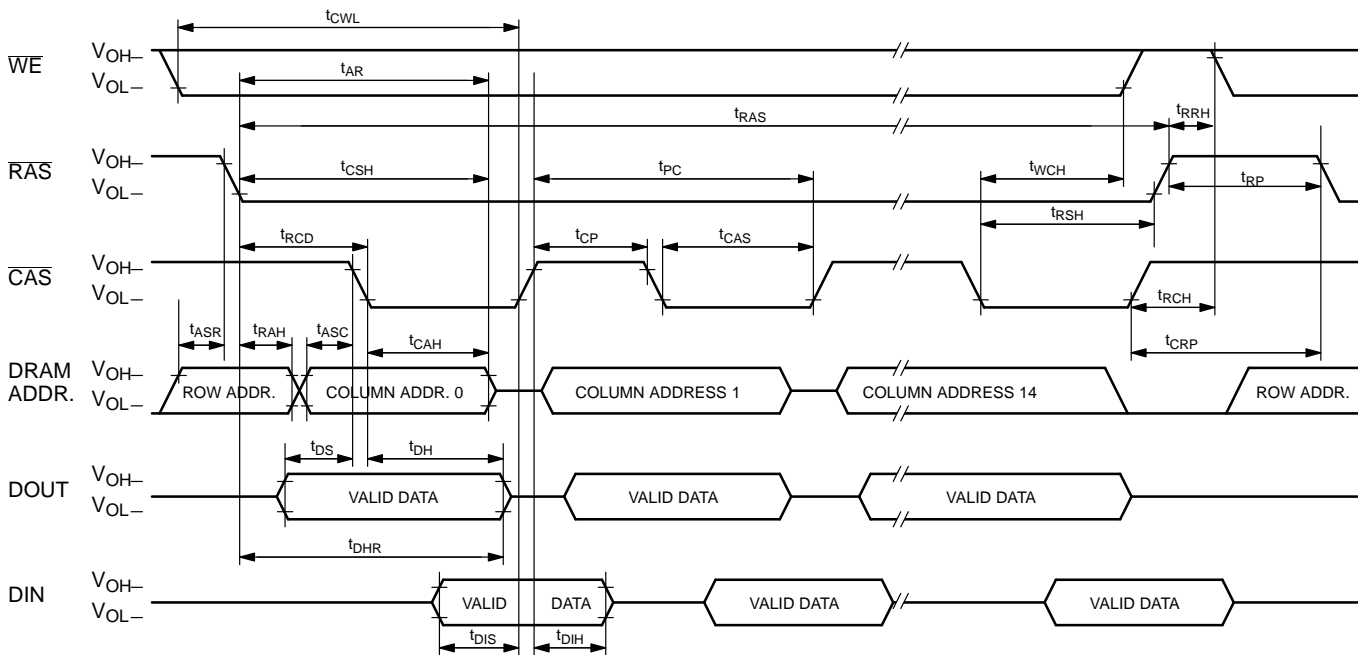 tCWL
WE VOH
VOL
tAR
tRAS
tRRH
RAS VOH
VOL
tCSH
tPC
tWCH
tRP
tRSH
tRCD
tCP
tCAS
CAS VOH
VOL
tRCH
tASR
tRAH
tASC
tCAH
tCRP
DRAM ADDR. VOH
VOL
ROW ADDR.
COLUMN ADDR. 0
COLUMN ADDRESS 1
COLUMN ADDRESS 14
ROW ADDR.
tDS
tDH
DOUT VOH
VOL
VALID DATA
VALID DATA
VALID DATA
tDHR
DIN VOH
VOL
VALID DATA
VALID DATA
VALID DATA
tDIS
tDIH